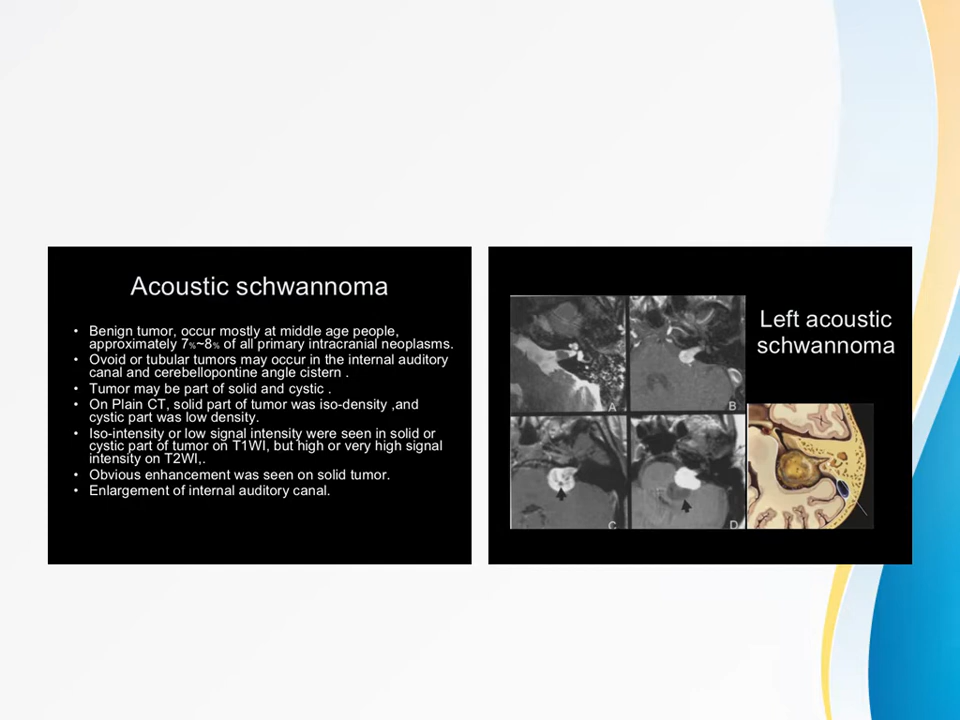 Acoustic schwannoma
• Benign tumor, occur mostly at middle age people,
approximately 7%~8% of all primary intracranial neoplasms.
• Ovoid or tubular tumors may occur in the internal auditory
canal and cerebellopontine angle cistern .
• Tumor may be part of solid and cystic .
• On Plain CT, solid part of tumor was iso-density ,and
cystic part was low density.
• Iso-intensity or low signal intensity were seen in solid or
cystic part of tumor on T1WI, but high or very high signal
intensity on T2WI,.
• Obvious enhancement was seen on solid tumor.
• Enlargement of internal auditory canal.
Left acoustic
schwannoma
A
B
C
D